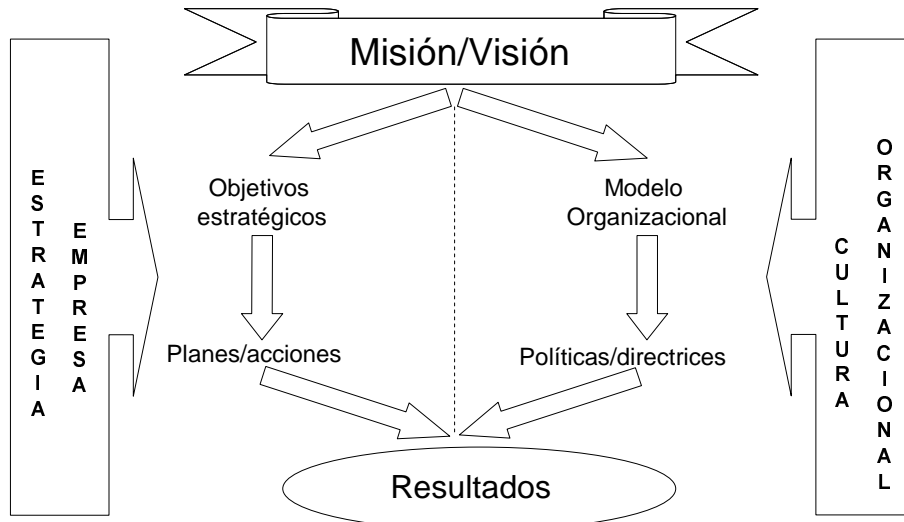 Misión/Visión
ESTRATEGIA
EMPRESA
Objetivos
estratégicos
Planes/acciones
Modelo
Organizacional
Políticas/directrices
CULTURA
ORGANIZACIONAL
Resultados